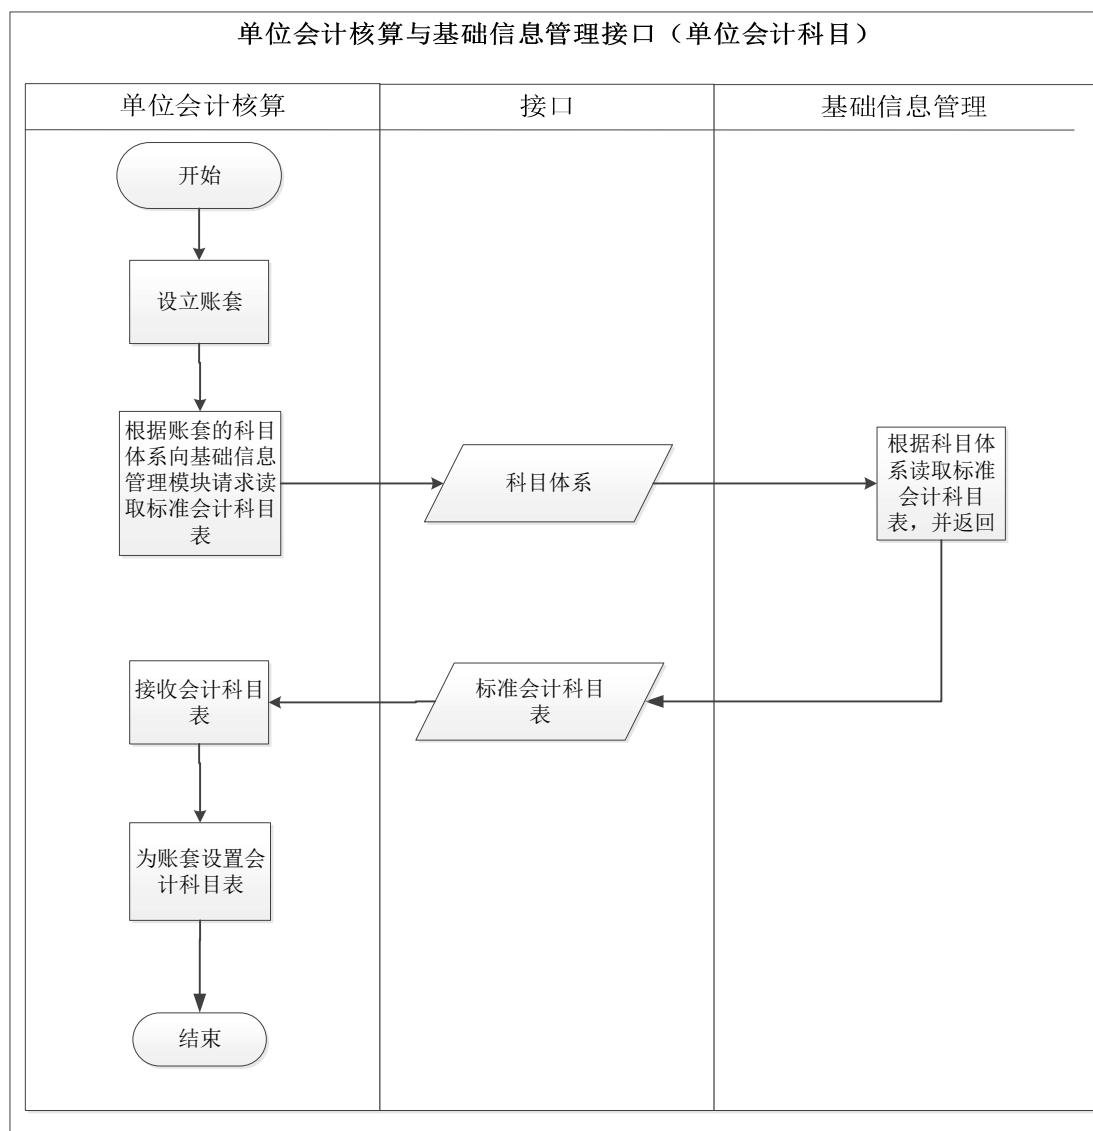 单位会计核算与基础信息管理接口（单位会计科目）
单位会计核算
接口
基础信息管理
开始
设立账套
根据账套的科目
体系向基础信息
管理模块请求读
取标准会计科目
表
科目体系
根据科目体
系读取标准
会计科目
表，并返回
接收会计科目
表
标准会计科目
表
为账套设置会
计科目表
结束